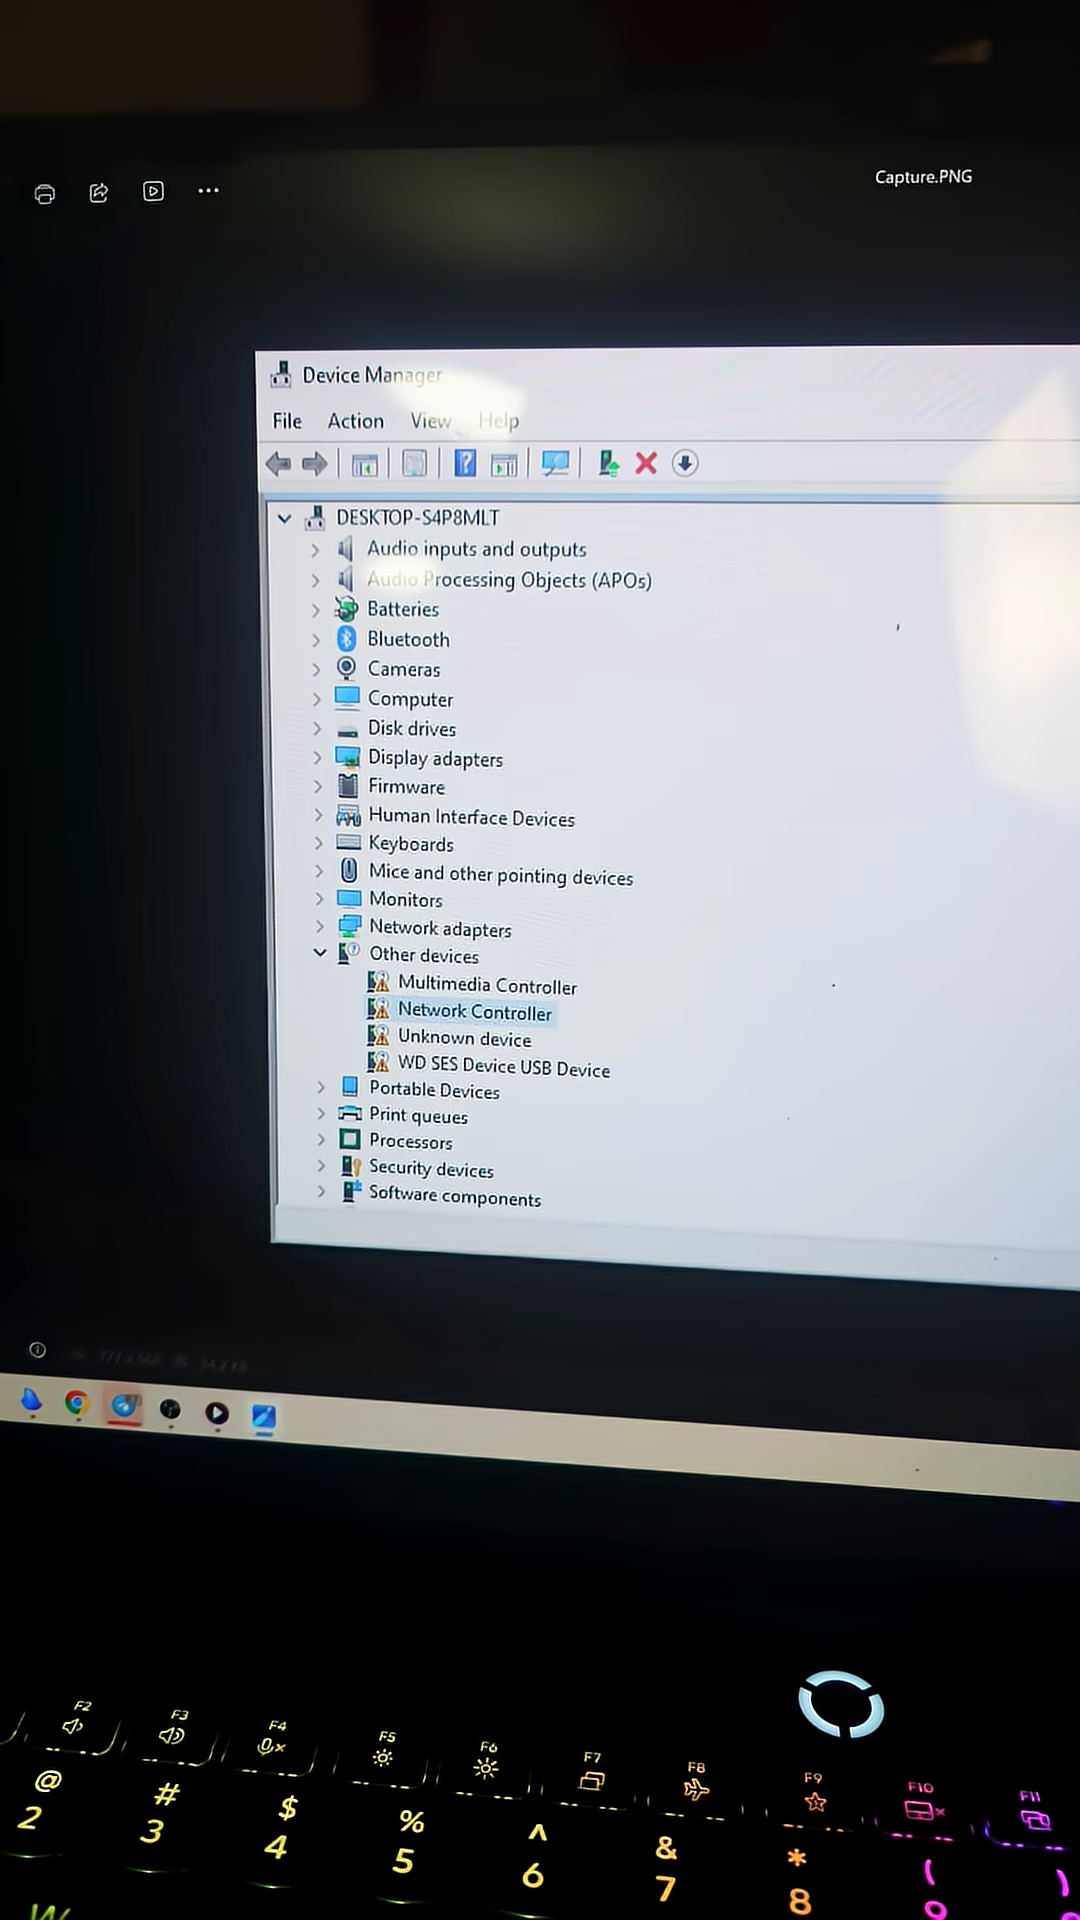 Capture.PNG
Device Manager
File Action View Help
DESKTOP-S4P8MLT
Audio inputs and outputs
Audio Processing Objects (APOs)
Batteries
Bluetooth
Cameras
Computer
Disk drives
Display adapters
Firmware
Human Interface Devices
Keyboards
Mice and other pointing devices
Monitors
Network adapters
Other devices
Multimedia Controller
Network Controller
Unknown device
WD SES Device USB Device
Portable Devices
Print queues
Processors
Security devices
Software components
F2 F3 F4 F5 F6 F7 F8 F9 F10 F11
@ # $ % ^ & * ( )
2 3 4 5 6 7 8 9
W